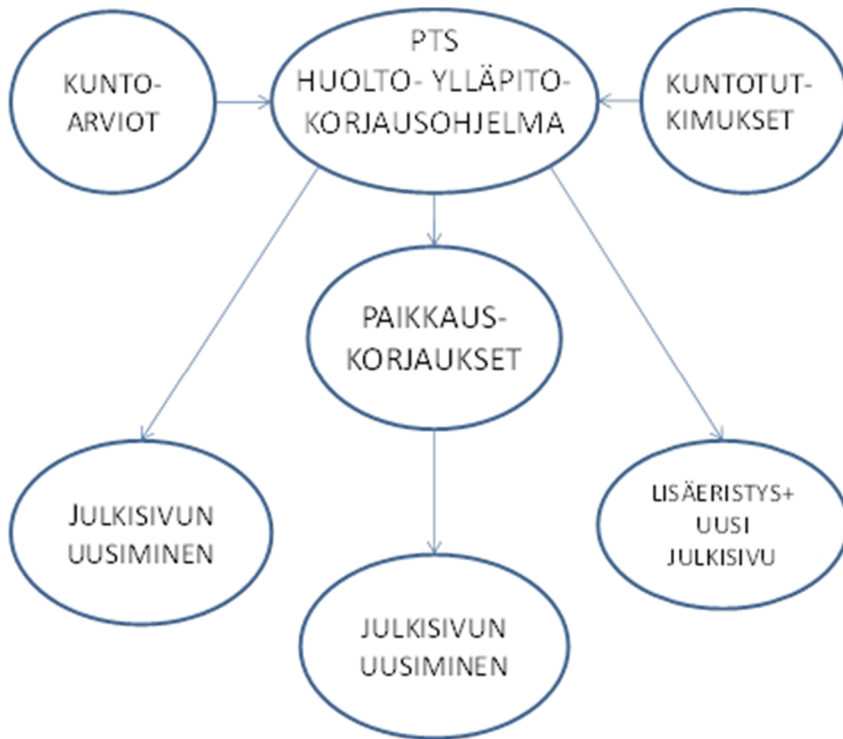 KUNTO-
ARVIOT
PTS
HUOLTO- YLLÄPITO-
KORJAUSOHJELMA
KUNTOTUT-
KIMUKSET
PAIKKAUS-
KORJAUKSET
JULKISIVUN
UUSIMINEN
LISÄERISTYS+
UUSI
JULKISIVU
JULKISIVUN
UUSIMINEN